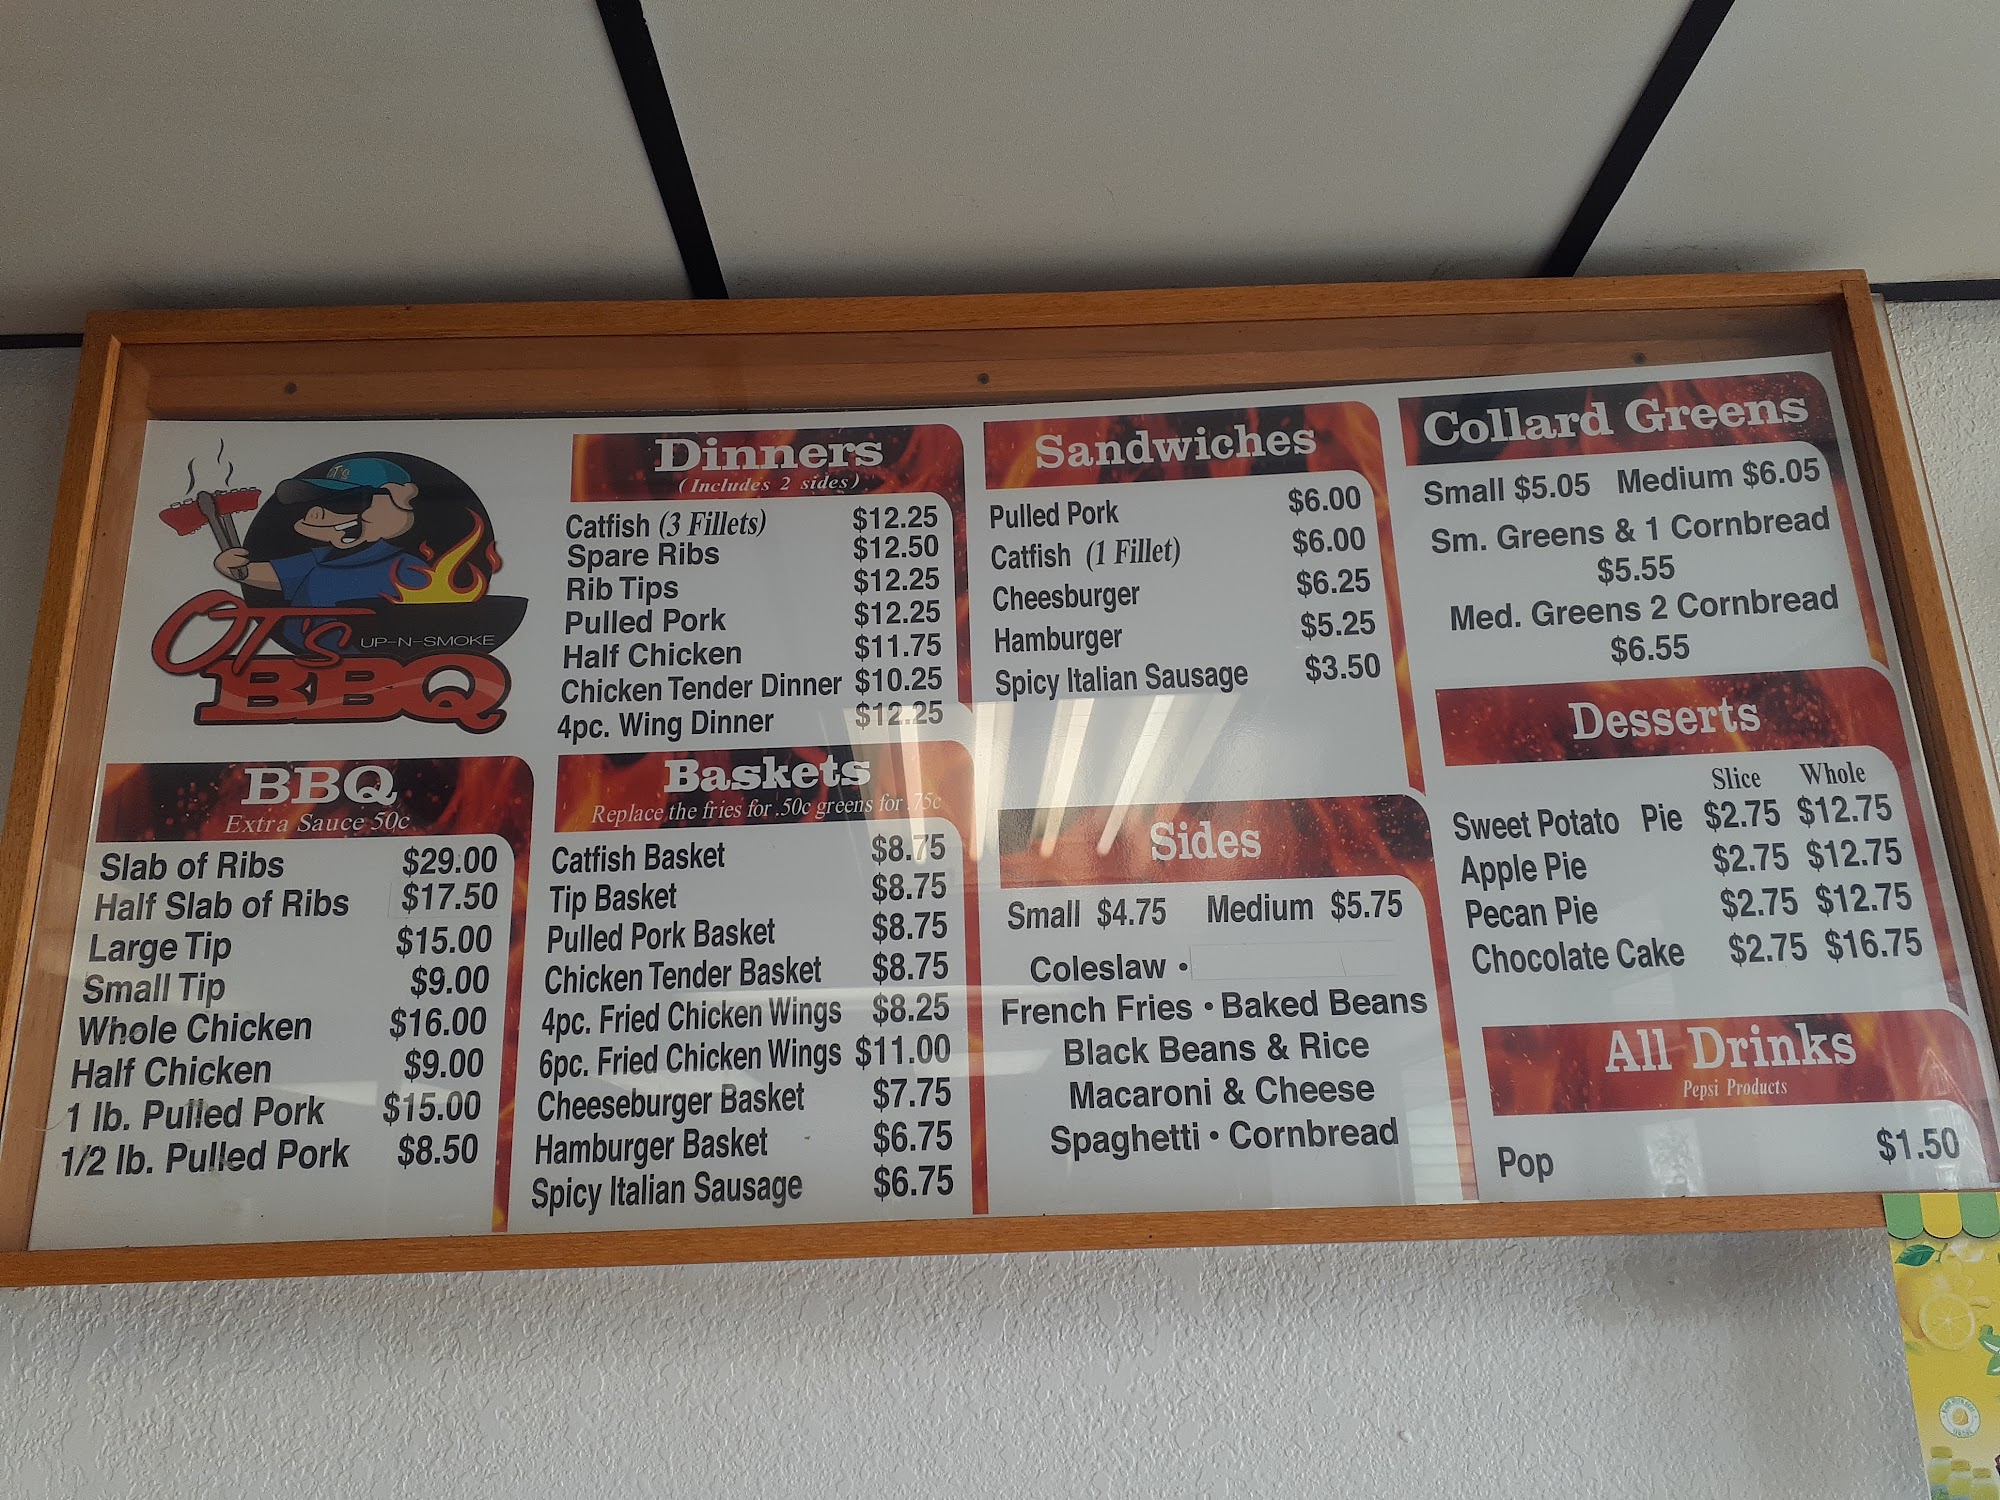 OT'S
OT'S
UP-N-SMOKE
BBQ
BBQ
Extra Sauce 50c
Slab of Ribs $29.00
Half Slab of Ribs $17.50
Large Tip $15.00
Small Tip $9.00
Whole Chicken $16.00
Half Chicken $9.00
1 lb. Pulled Pork $15.00
1/2 lb. Pulled Pork $8.50
Dinners
(Includes 2 sides)
Catfish (3 Fillets) $12.25
Spare Ribs $12.50
Rib Tips $12.25
Pulled Pork $12.25
Half Chicken $11.75
Chicken Tender Dinner $10.25
4pc. Wing Dinner $12.25
Baskets
Replace the fries for .50c greens for .75c
Catfish Basket $8.75
Tip Basket $8.75
Pulled Pork Basket $8.75
Chicken Tender Basket $8.75
4pc. Fried Chicken Wings $8.25
6pc. Fried Chicken Wings $11.00
Cheeseburger Basket $7.75
Hamburger Basket $6.75
Spicy Italian Sausage $6.75
Sandwiches
Pulled Pork $6.00
Catfish (1 Fillet) $6.00
Cheesburger $6.25
Hamburger $5.25
Spicy Italian Sausage $3.50
Sides
Small $4.75 Medium $5.75
Coleslaw •
French Fries • Baked Beans
Black Beans & Rice
Macaroni & Cheese
Spaghetti • Cornbread
Collard Greens
Small $5.05 Medium $6.05
Sm. Greens & 1 Cornbread
$5.55
Med. Greens 2 Cornbread
$6.55
Desserts
Slice Whole
Sweet Potato Pie $2.75 $12.75
Apple Pie $2.75 $12.75
Pecan Pie $2.75 $12.75
Chocolate Cake $2.75 $16.75
All Drinks
Pepsi Products
Pop $1.50